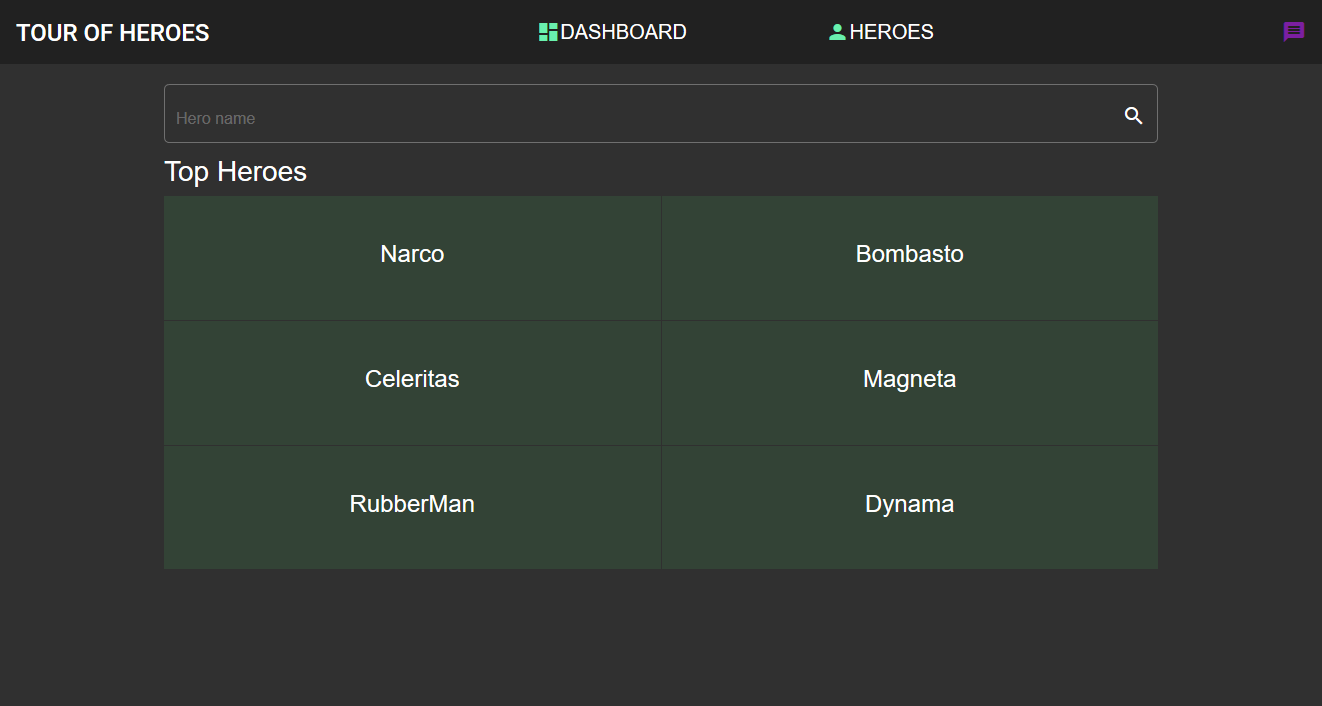 TOUR OF HEROES DASHBOARD HEROES
Hero name
Top Heroes
Narco Bombasto
Celeritas Magneta
RubberMan Dynama